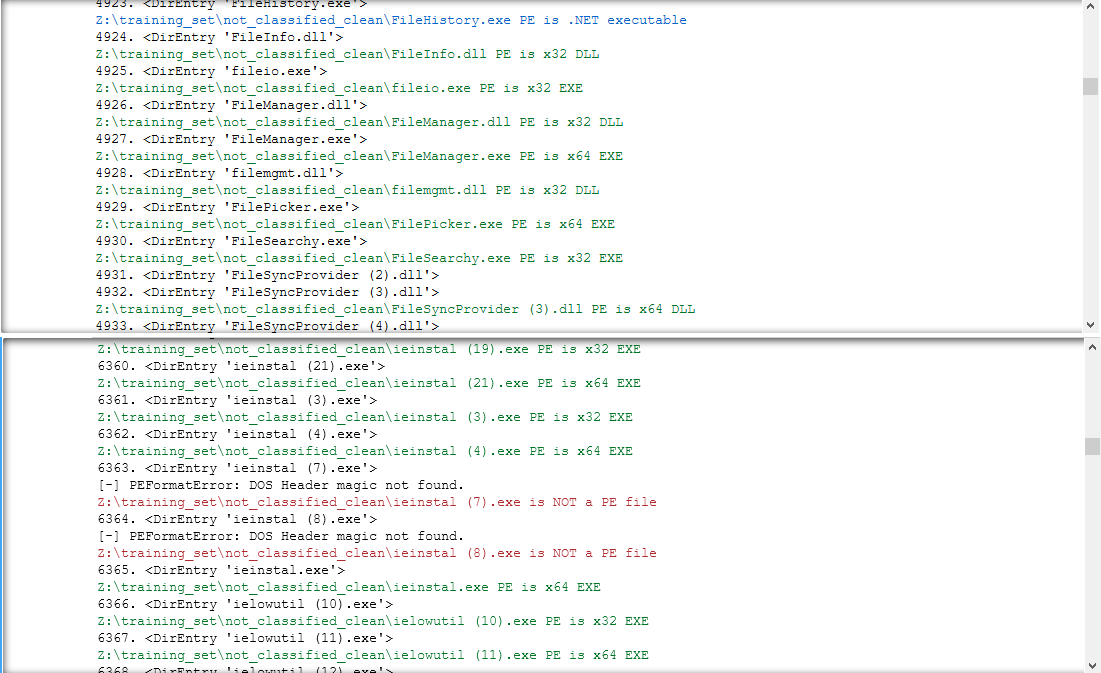 4923. <DirEntry 'FileHistory.exe'>
Z:\training_set\not_classified_clean\FileHistory.exe PE is .NET executable
4924. <DirEntry 'FileInfo.dll'>
Z:\training_set\not_classified_clean\FileInfo.dll PE is x32 DLL
4925. <DirEntry 'fileio.exe'>
Z:\training_set\not_classified_clean\fileio.exe PE is x32 EXE
4926. <DirEntry 'FileManager.dll'>
Z:\training_set\not_classified_clean\FileManager.dll PE is x32 DLL
4927. <DirEntry 'FileManager.exe'>
Z:\training_set\not_classified_clean\FileManager.exe PE is x64 EXE
4928. <DirEntry 'filemgmt.dll'>
Z:\training_set\not_classified_clean\filemgmt.dll PE is x32 DLL
4929. <DirEntry 'FilePicker.exe'>
Z:\training_set\not_classified_clean\FilePicker.exe PE is x64 EXE
4930. <DirEntry 'FileSearchy.exe'>
Z:\training_set\not_classified_clean\FileSearchy.exe PE is x32 EXE
4931. <DirEntry 'FileSyncProvider (2).dll'>
4932. <DirEntry 'FileSyncProvider (3).dll'>
Z:\training_set\not_classified_clean\FileSyncProvider (3).dll PE is x64 DLL
4933. <DirEntry 'FileSyncProvider (4).dll'>
Z:\training_set\not_classified_clean\ieinstal (19).exe PE is x32 EXE
6360. <DirEntry 'ieinstal (21).exe'>
Z:\training_set\not_classified_clean\ieinstal (21).exe PE is x64 EXE
6361. <DirEntry 'ieinstal (3).exe'>
Z:\training_set\not_classified_clean\ieinstal (3).exe PE is x32 EXE
6362. <DirEntry 'ieinstal (4).exe'>
Z:\training_set\not_classified_clean\ieinstal (4).exe PE is x64 EXE
6363. <DirEntry 'ieinstal (7).exe'>
[-] PEFormatError: DOS Header magic not found.
Z:\training_set\not_classified_clean\ieinstal (7).exe is NOT a PE file
6364. <DirEntry 'ieinstal (8).exe'>
[-] PEFormatError: DOS Header magic not found.
Z:\training_set\not_classified_clean\ieinstal (8).exe is NOT a PE file
6365. <DirEntry 'ieinstal.exe'>
Z:\training_set\not_classified_clean\ieinstal.exe PE is x64 EXE
6366. <DirEntry 'ielowutil (10).exe'>
Z:\training_set\not_classified_clean\ielowutil (10).exe PE is x32 EXE
6367. <DirEntry 'ielowutil (11).exe'>
Z:\training_set\not_classified_clean\ielowutil (11).exe PE is x64 EXE
6368. <DirEntry 'ielowutil (12).exe'>